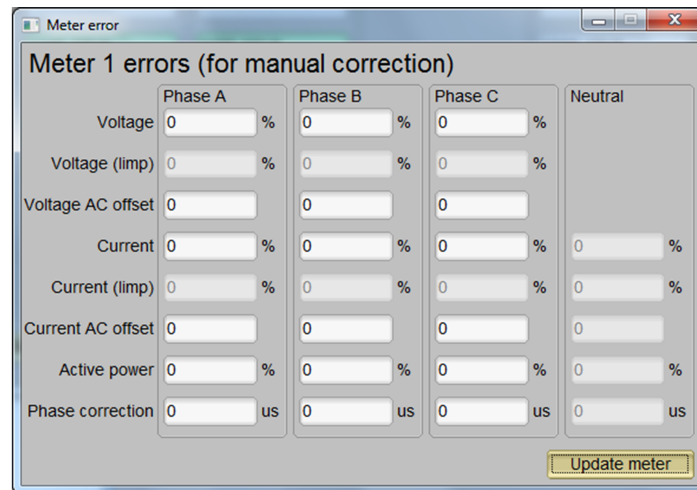 Meter error
Meter 1 errors (for manual correction)
Phase A Phase B Phase C Neutral
Voltage 0 % 0 % 0 %
Voltage (limp) 0 % 0 % 0 %
Voltage AC offset 0 0 0
Current 0 % 0 % 0 % 0 %
Current (limp) 0 % 0 % 0 % 0 %
Current AC offset 0 0 0 0
Active power 0 % 0 % 0 % 0 %
Phase correction 0 us 0 us 0 us 0 us
Update meter